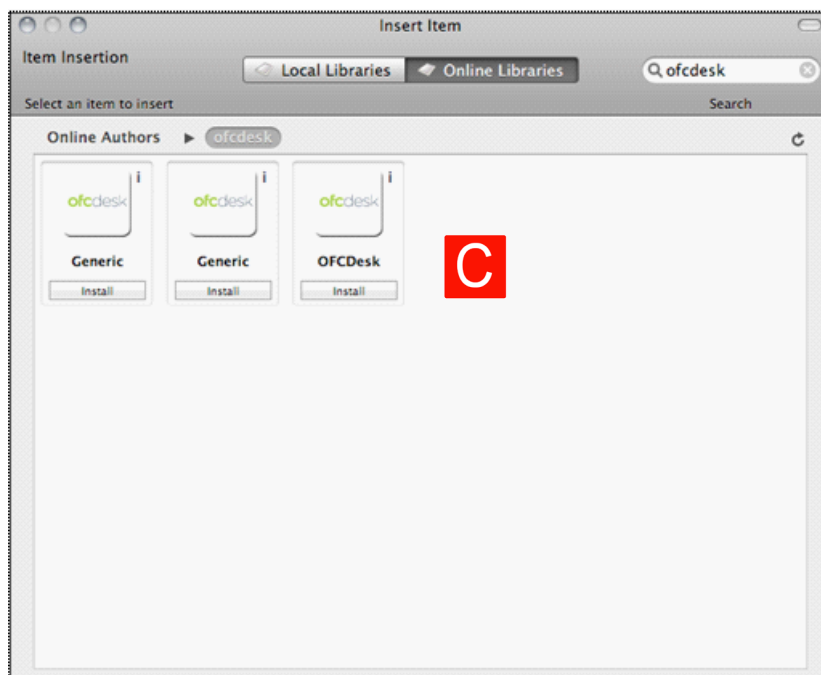 Insert Item
Item Insertion
Local Libraries
Online Libraries
ofcdesk
Select an item to insert
Search
Online Authors ▶ ofcdesk
i
i
i
ofcdesk
ofcdesk
ofcdesk
Generic
Generic
OFCDesk
Install
Install
Install
C